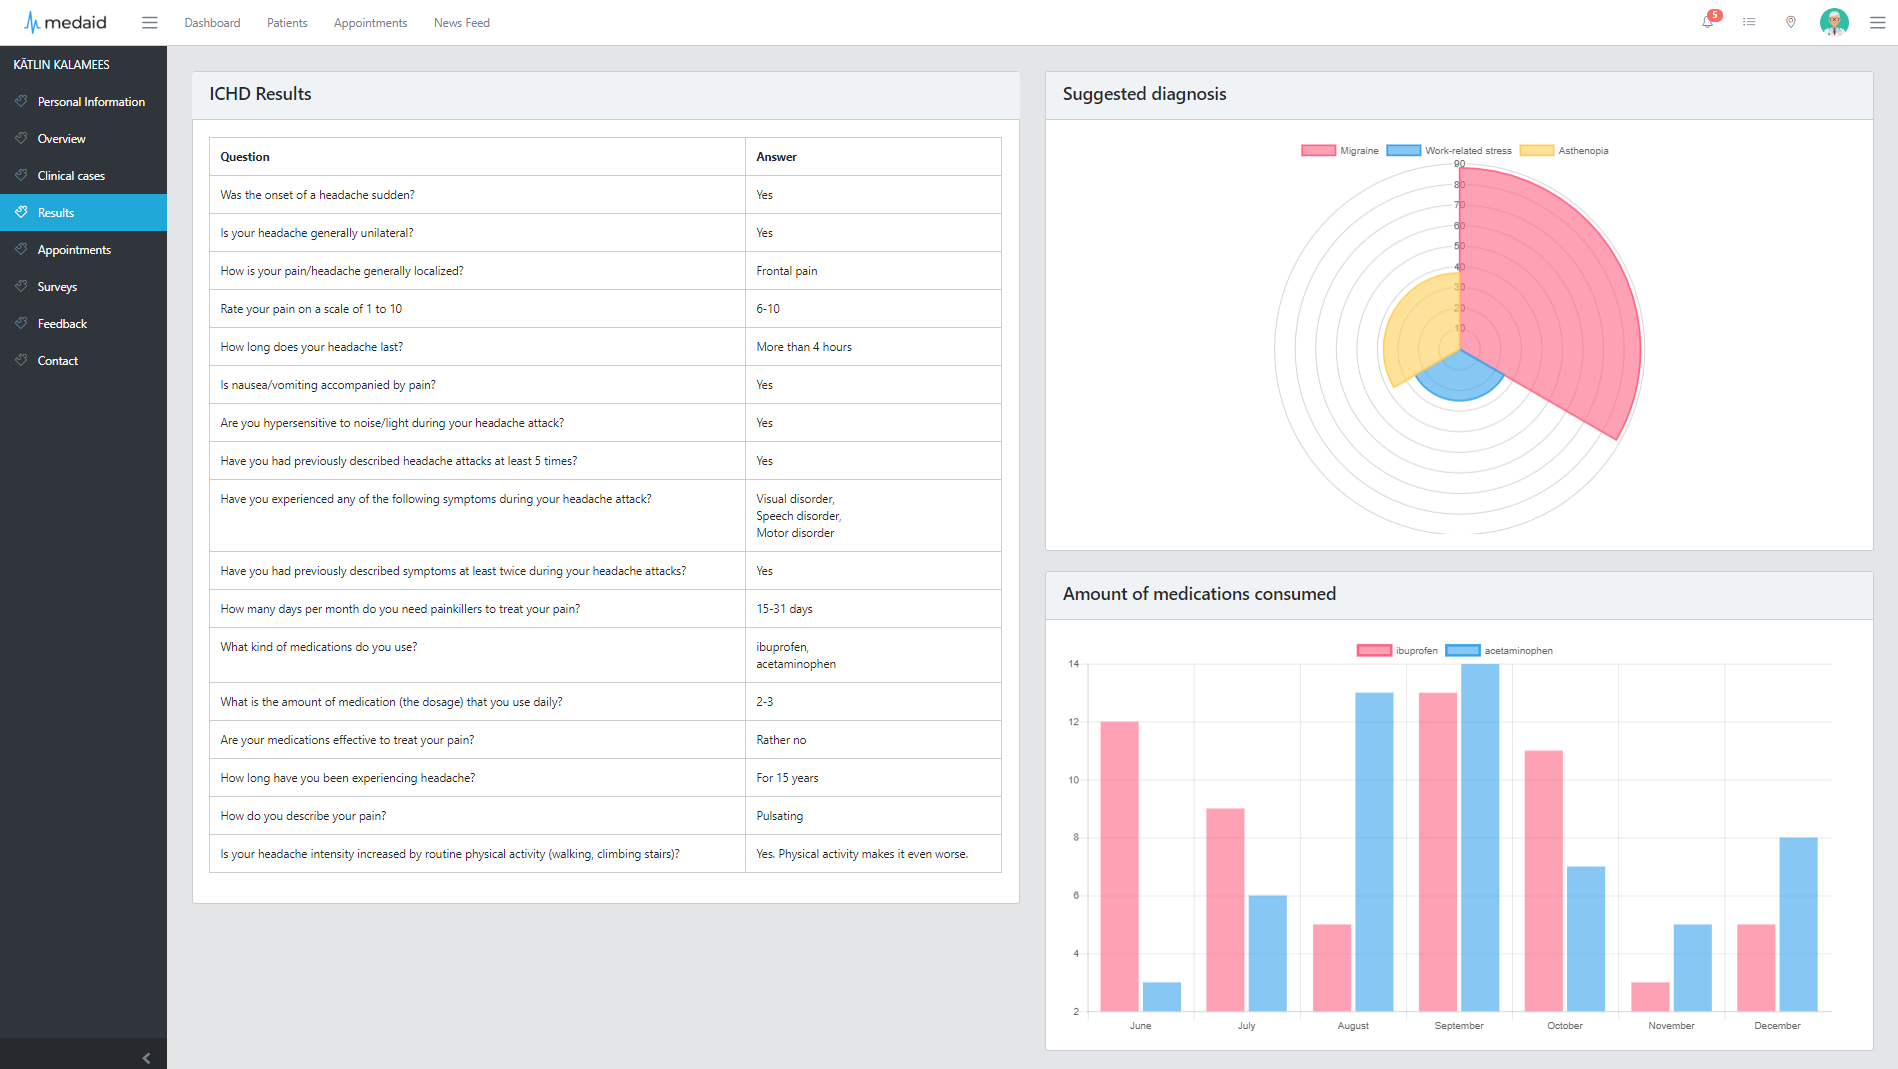 medaid
Dashboard Patients Appointments News Feed
5
KÄTLIN KALAMEES
Personal Information
Overview
Clinical cases
Results
Appointments
Surveys
Feedback
Contact
ICHD Results
Question Answer
Was the onset of a headache sudden? Yes
Is your headache generally unilateral? Yes
How is your pain/headache generally localized? Frontal pain
Rate your pain on a scale of 1 to 10 6-10
How long does your headache last? More than 4 hours
Is nausea/vomiting accompanied by pain? Yes
Are you hypersensitive to noise/light during your headache attack? Yes
Have you had previously described headache attacks at least 5 times? Yes
Have you experienced any of the following symptoms during your headache attack? Visual disorder,
Speech disorder,
Motor disorder
Have you had previously described symptoms at least twice during your headache attacks? Yes
How many days per month do you need painkillers to treat your pain? 15-31 days
What kind of medications do you use? ibuprofen,
acetaminophen
What is the amount of medication (the dosage) that you use daily? 2-3
Are your medications effective to treat your pain? Rather no
How long have you been experiencing headache? For 15 years
How do you describe your pain? Pulsating
Is your headache intensity increased by routine physical activity (walking, climbing stairs)? Yes. Physical activity makes it even worse.
Suggested diagnosis
Migraine Work-related stress Asthenopia
90
80
70
60
50
40
30
20
10
Amount of medications consumed
ibuprofen acetaminophen
14
12
10
8
6
4
2
June July August September October November December